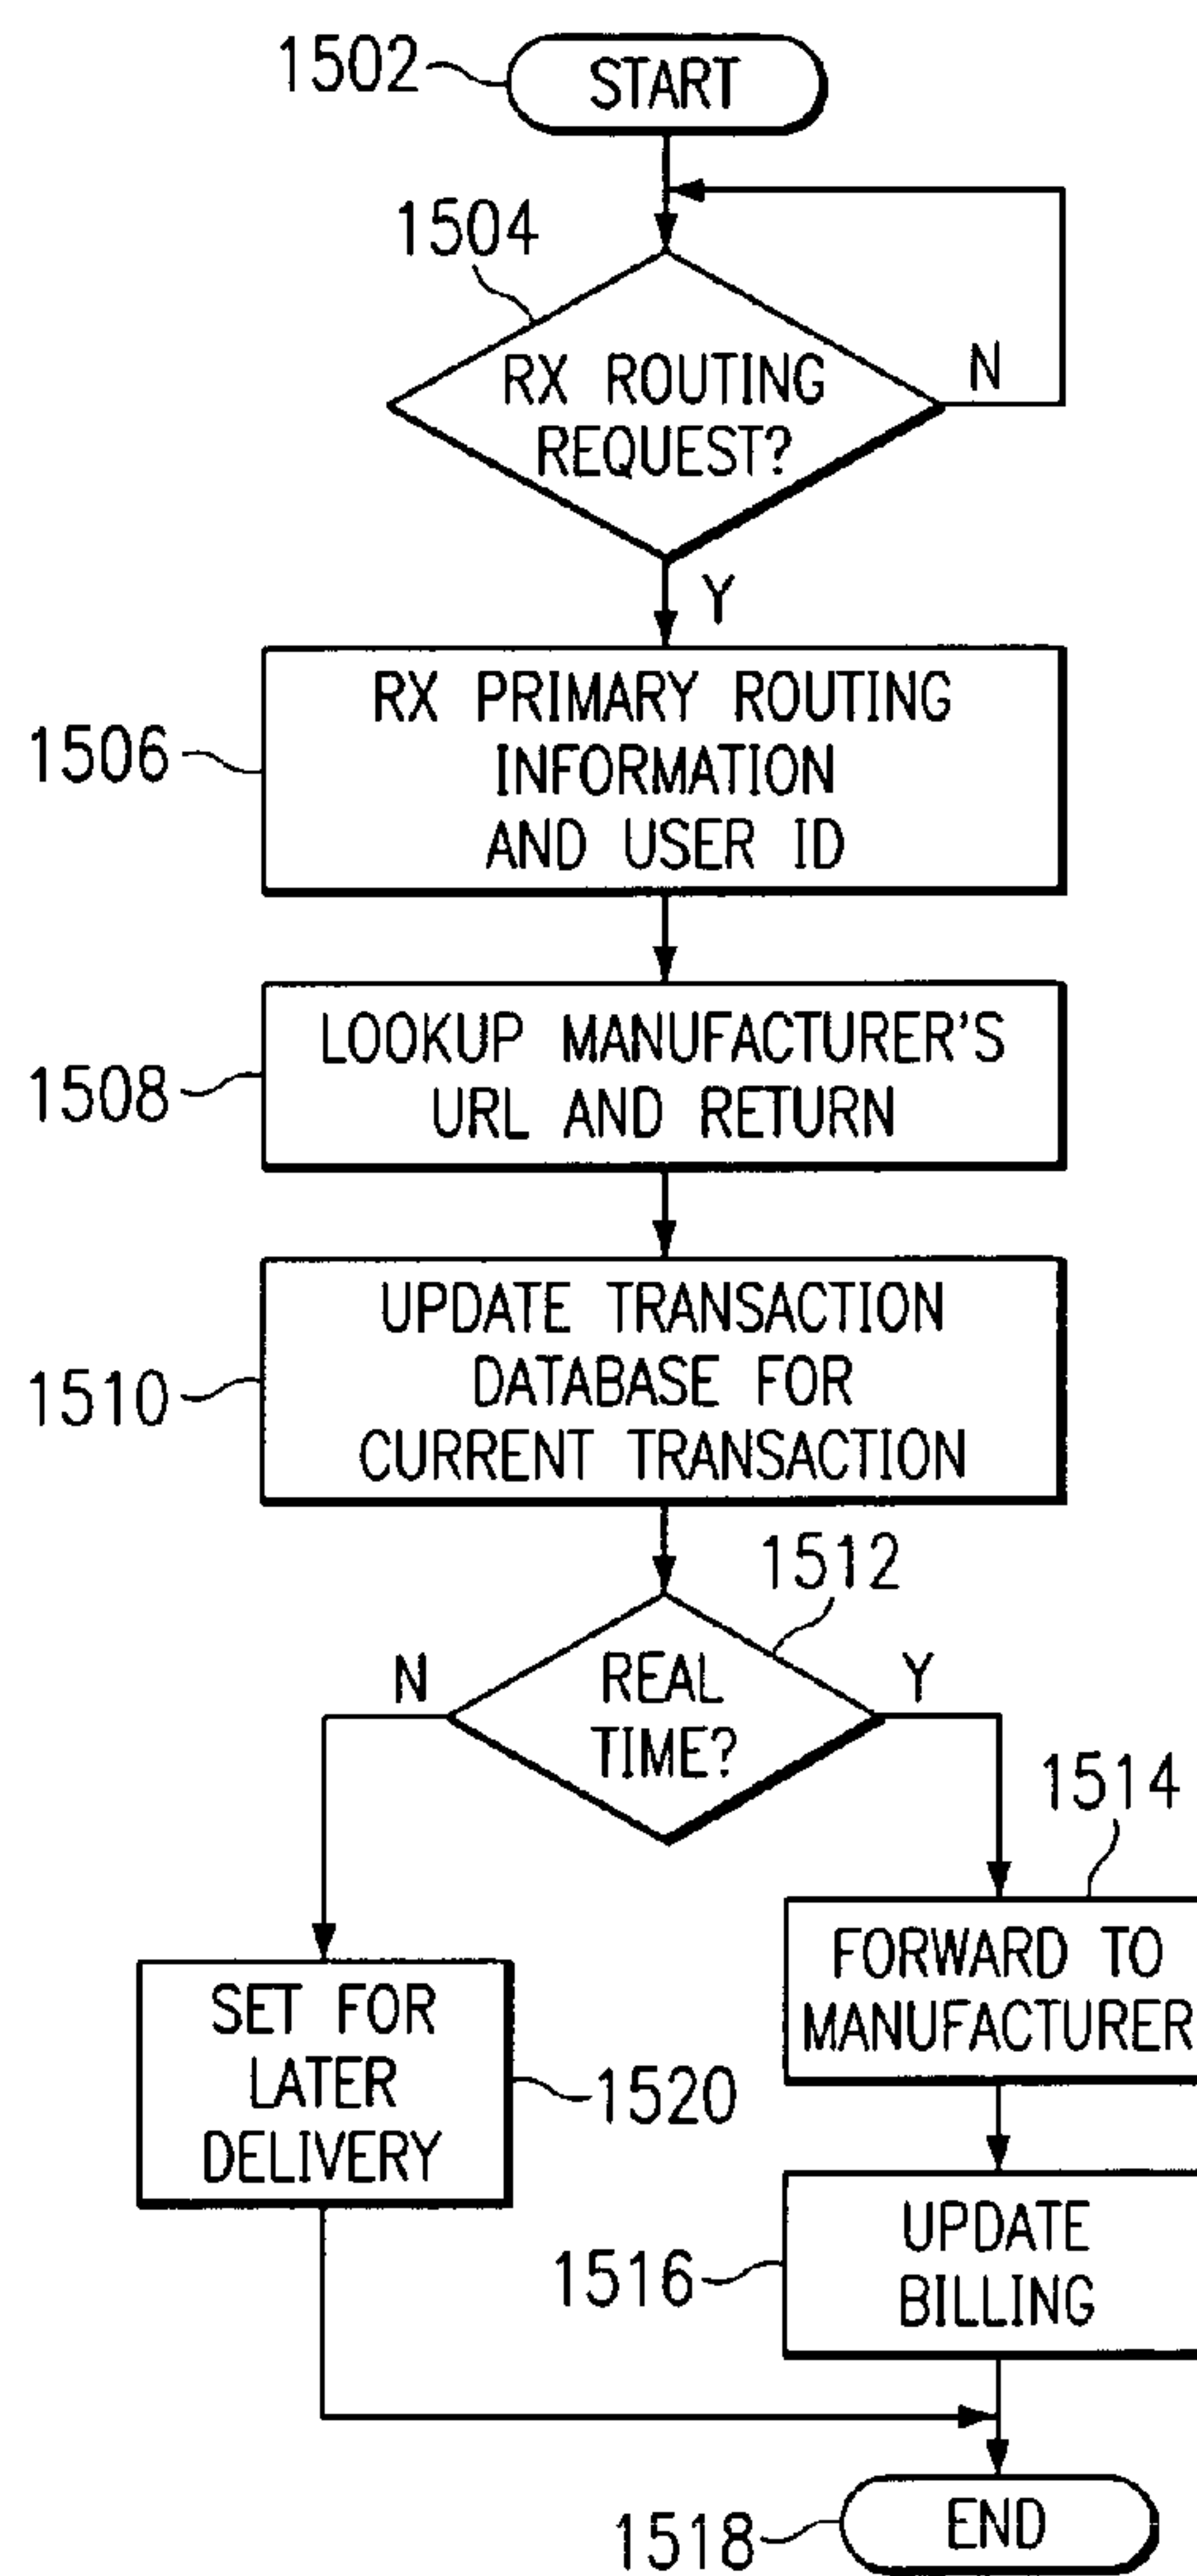 1502
START
1504
RX ROUTING
REQUEST?
N
Y
1506
RX PRIMARY ROUTING
INFORMATION
AND USER ID
1508
LOOKUP MANUFACTURER'S
URL AND RETURN
1510
UPDATE TRANSACTION
DATABASE FOR
CURRENT TRANSACTION
1512
N
REAL
TIME?
Y
1514
FORWARD TO
MANUFACTURER
SET FOR
LATER
DELIVERY
1520
1516
UPDATE
BILLING
1518
END